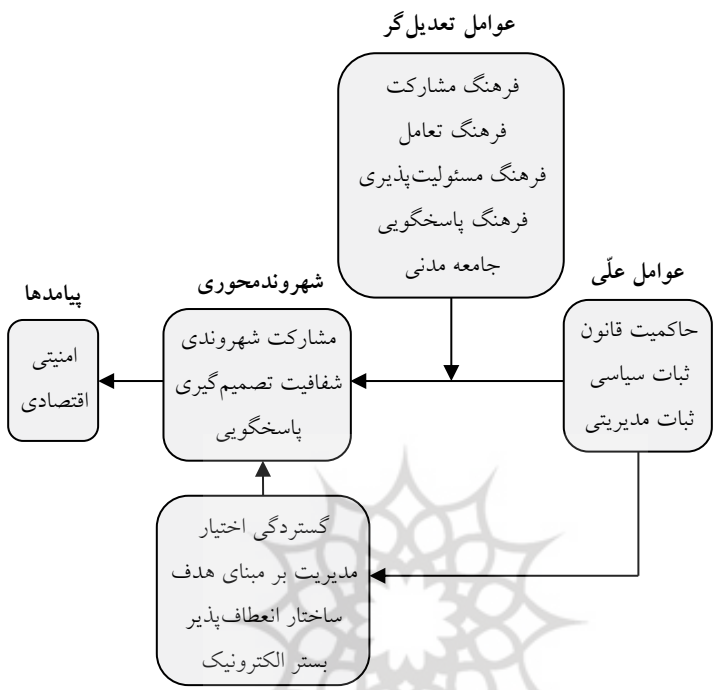 عوامل تعدیل‌گر
فرهنگ مشارکت
فرهنگ تعامل
فرهنگ مسئولیت‌پذیری
فرهنگ پاسخگویی
جامعه مدنی
عوامل علّی
حاکمیت قانون
ثبات سیاسی
ثبات مدیریتی
شهروندمحوری
مشارکت شهروندی
شفافیت تصمیم‌گیری
پاسخگویی
پیامدها
امنیتی
اقتصادی
گستردگی اختیار
مدیریت بر مبنای هدف
ساختار انعطاف‌پذیر
بستر الکترونیک